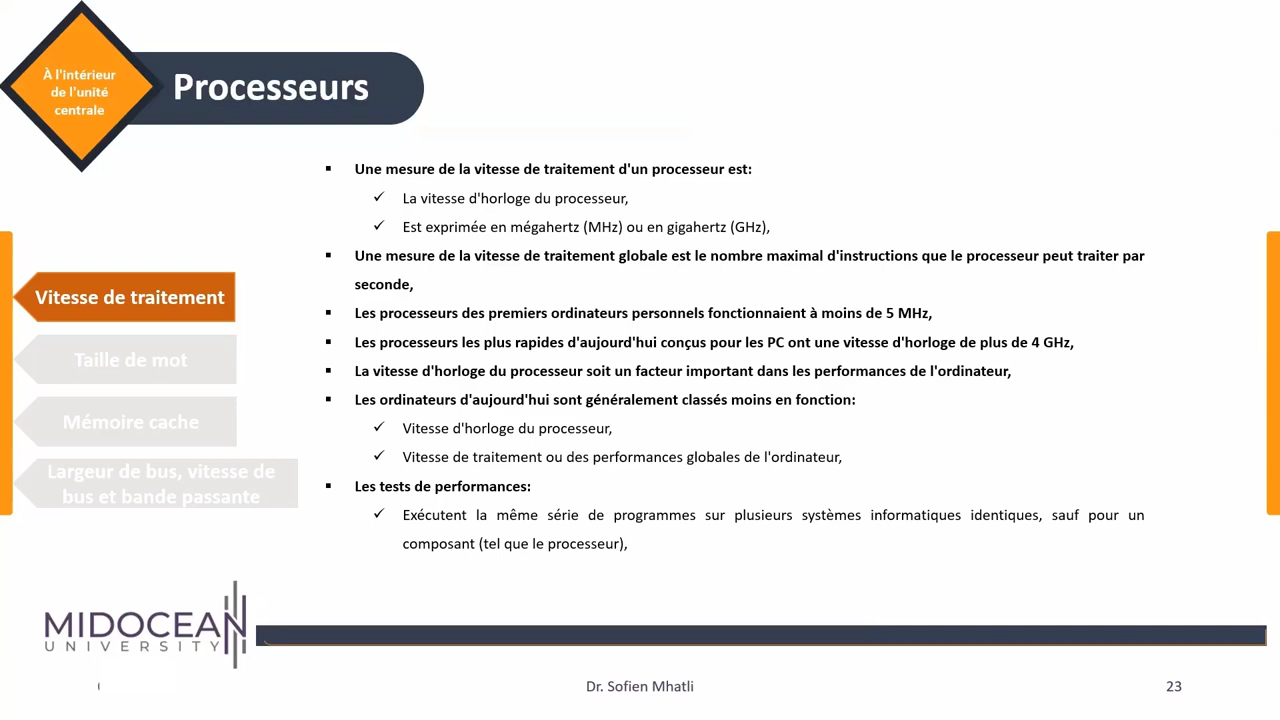 À l'intérieur
de l'unité
centrale
Processeurs
▪ Une mesure de la vitesse de traitement d'un processeur est:
✓ La vitesse d'horloge du processeur,
✓ Est exprimée en mégahertz (MHz) ou en gigahertz (GHz),
▪ Une mesure de la vitesse de traitement globale est le nombre maximal d'instructions que le processeur peut traiter par
seconde,
▪ Les processeurs des premiers ordinateurs personnels fonctionnaient à moins de 5 MHz,
▪ Les processeurs les plus rapides d'aujourd'hui conçus pour les PC ont une vitesse d'horloge de plus de 4 GHz,
▪ La vitesse d'horloge du processeur soit un facteur important dans les performances de l'ordinateur,
▪ Les ordinateurs d'aujourd'hui sont généralement classés moins en fonction:
✓ Vitesse d'horloge du processeur,
✓ Vitesse de traitement ou des performances globales de l'ordinateur,
▪ Les tests de performances:
✓ Exécutent la même série de programmes sur plusieurs systèmes informatiques identiques, sauf pour un
composant (tel que le processeur),
Vitesse de traitement
Taille de mot
Mémoire cache
Largeur de bus, vitesse de
bus et bande passante
MIDOCEAN
UNIVERSITY
Dr. Sofien Mhatli
23